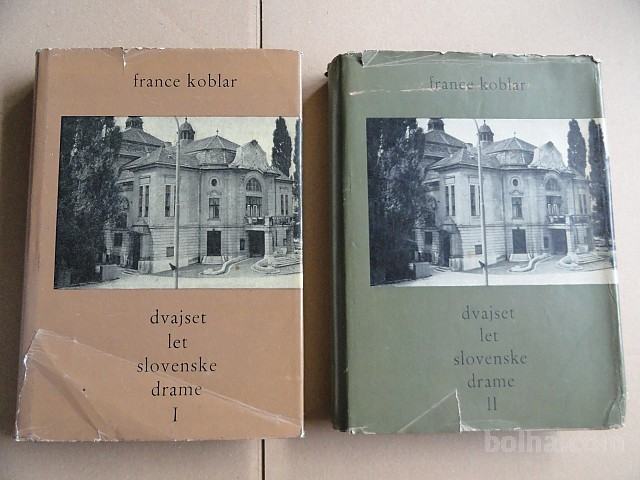 france koblar
dvajset
let
slovenske
drame
I
france koblar
dvajset
let
slovenske
drame
II
bolha.com